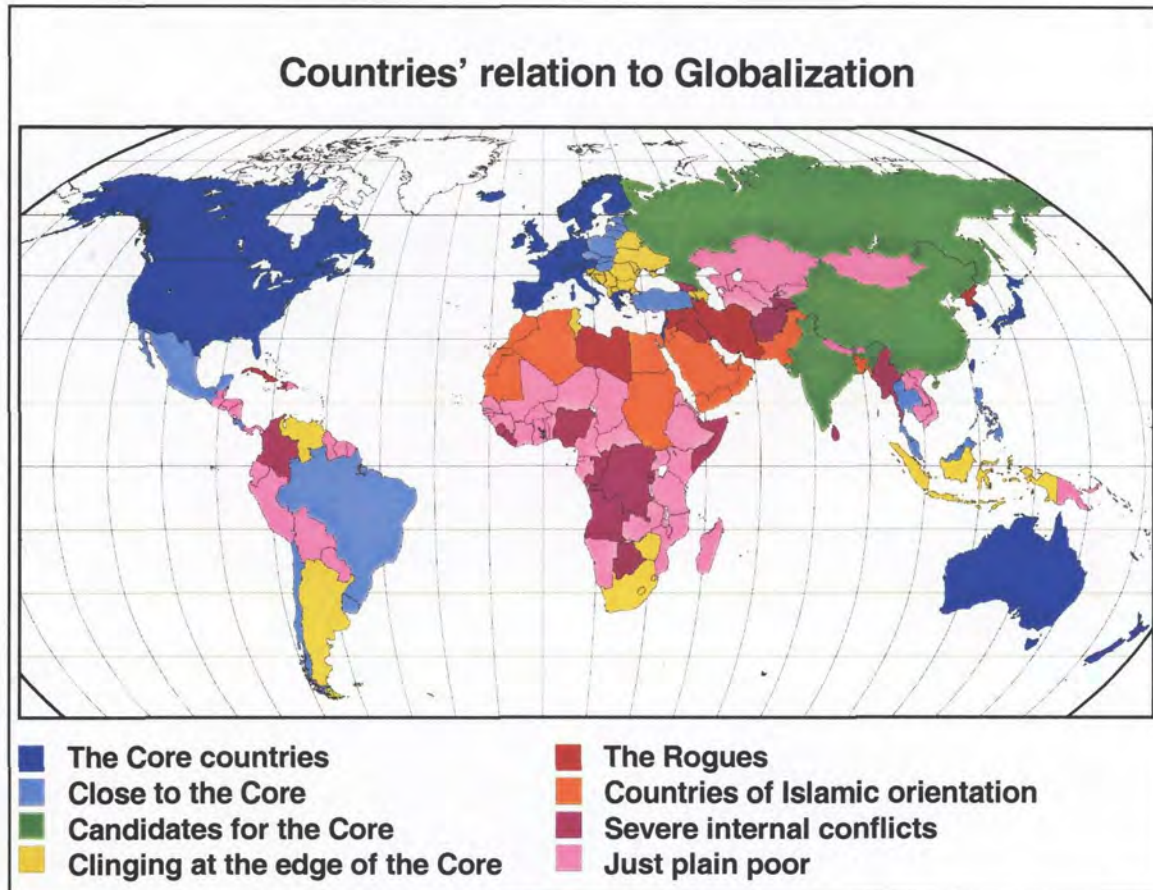 Countries' relation to Globalization
The Core countries
Close to the Core
Candidates for the Core
Clinging at the edge of the Core
The Rogues
Countries of Islamic orientation
Severe internal conflicts
Just plain poor